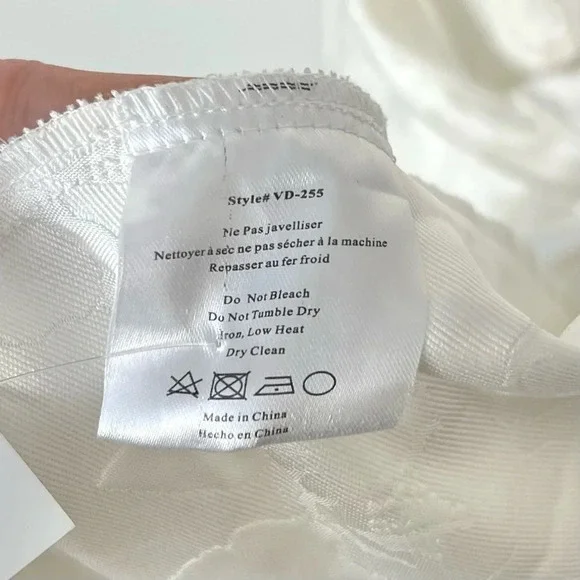 Style# VD-255
Ne Pas javelliser
Nettoyer à sec ne pas sécher à la machine
Repasser au fer froid
Do Not Bleach
Do Not Tumble Dry
Iron, Low Heat
Dry Clean
Made in China
Hecho en China